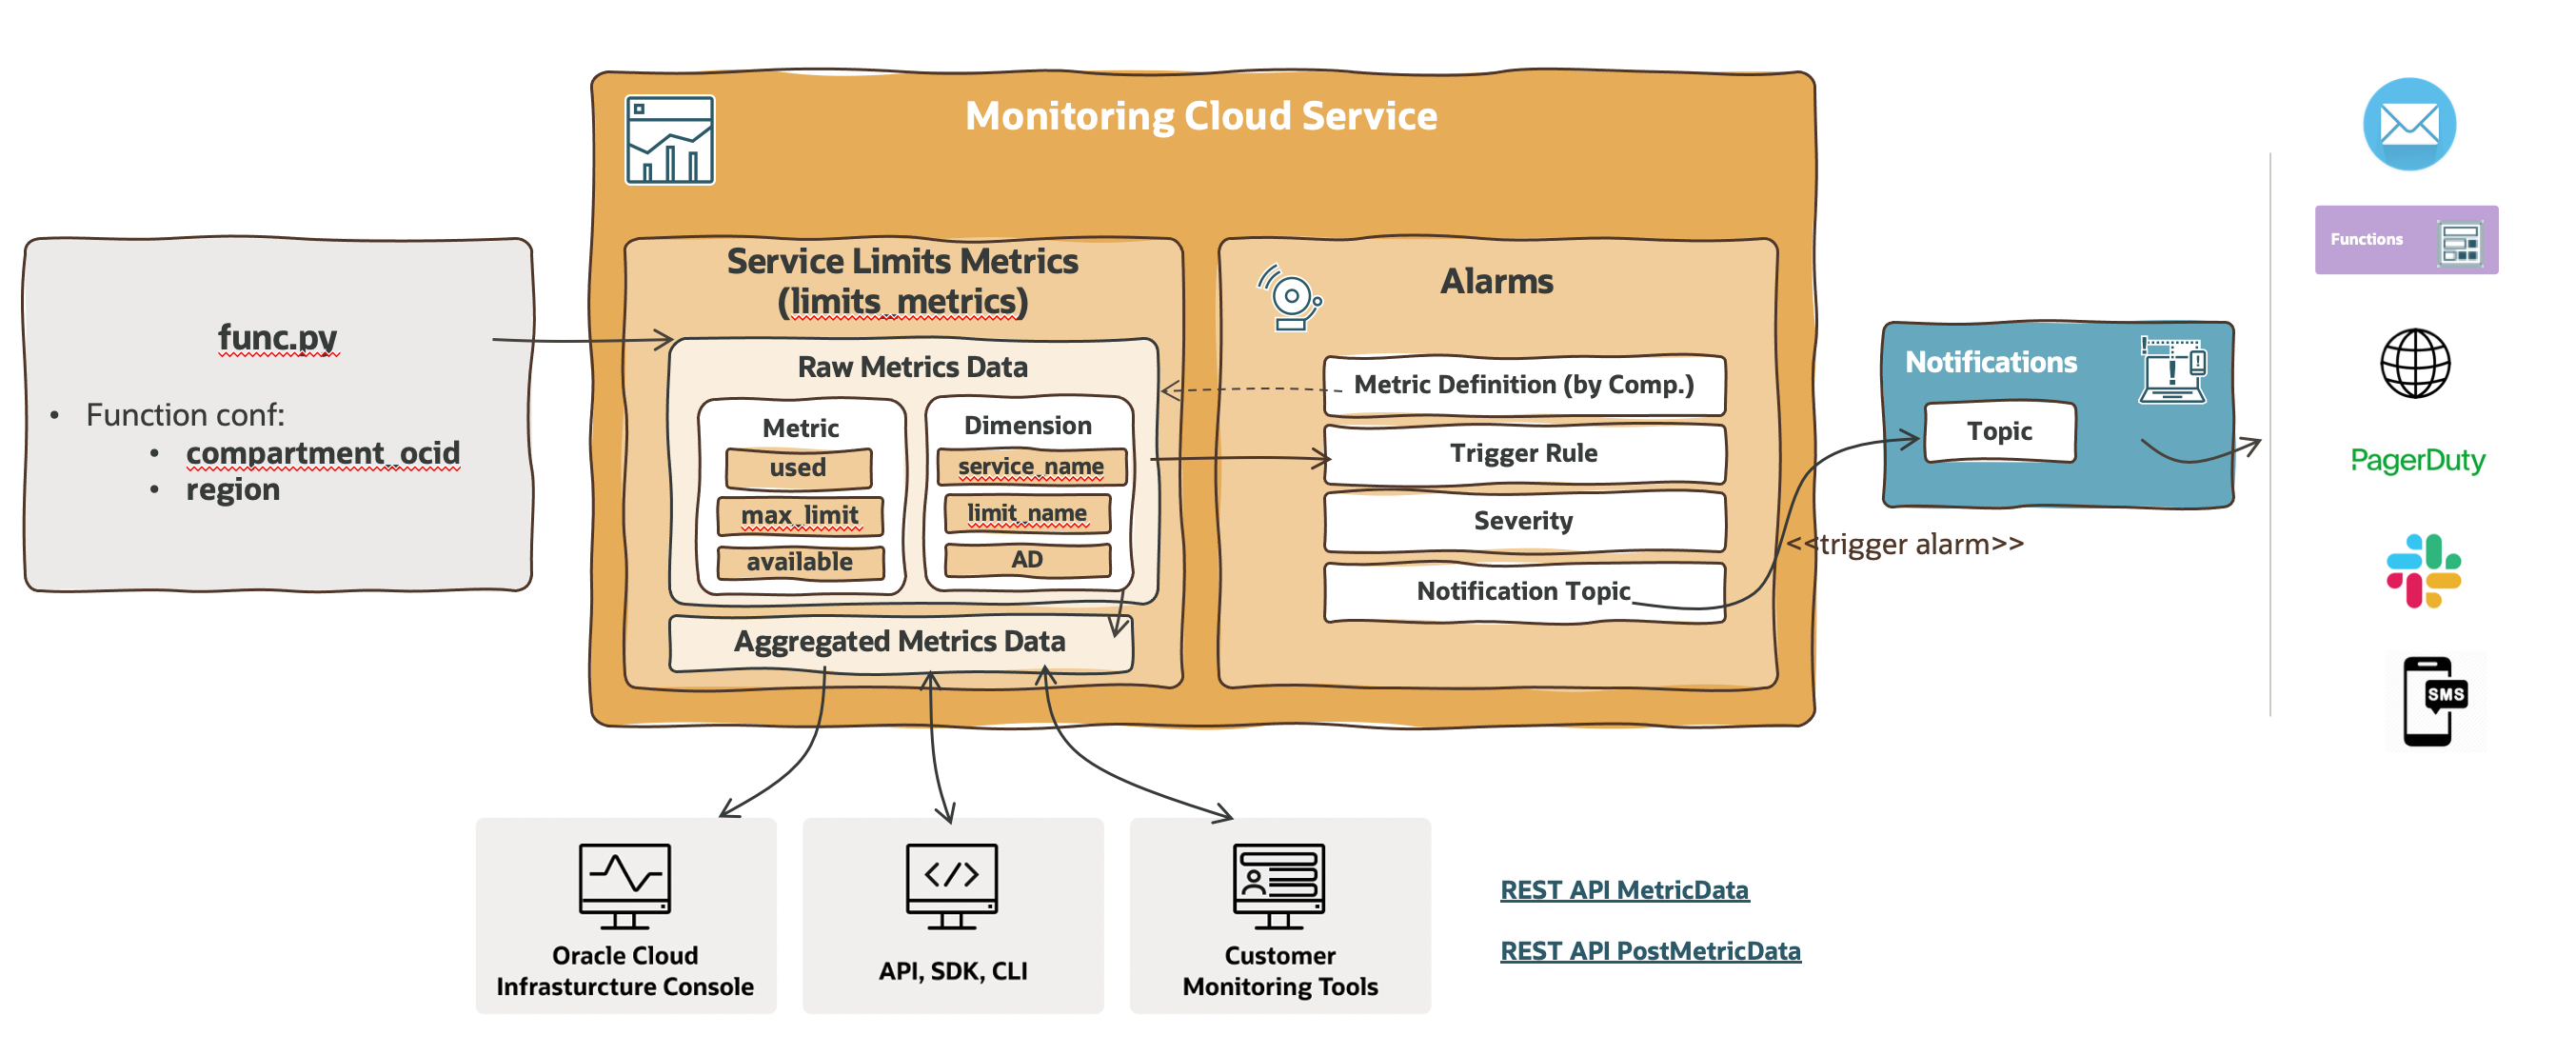 Monitoring Cloud Service
func.py
• Function conf:
• compartment_ocid
• region
Service Limits Metrics
(limits_metrics)
Raw Metrics Data
Metric
used
max_limit
available
Dimension
service_name
limit_name
AD
Aggregated Metrics Data
Alarms
Metric Definition (by Comp.)
Trigger Rule
Severity
Notification Topic
<<trigger alarm>>
Notifications
Topic
Functions
PagerDuty
SMS
Oracle Cloud
Infrasturcture Console
API, SDK, CLI
Customer
Monitoring Tools
REST API MetricData
REST API PostMetricData